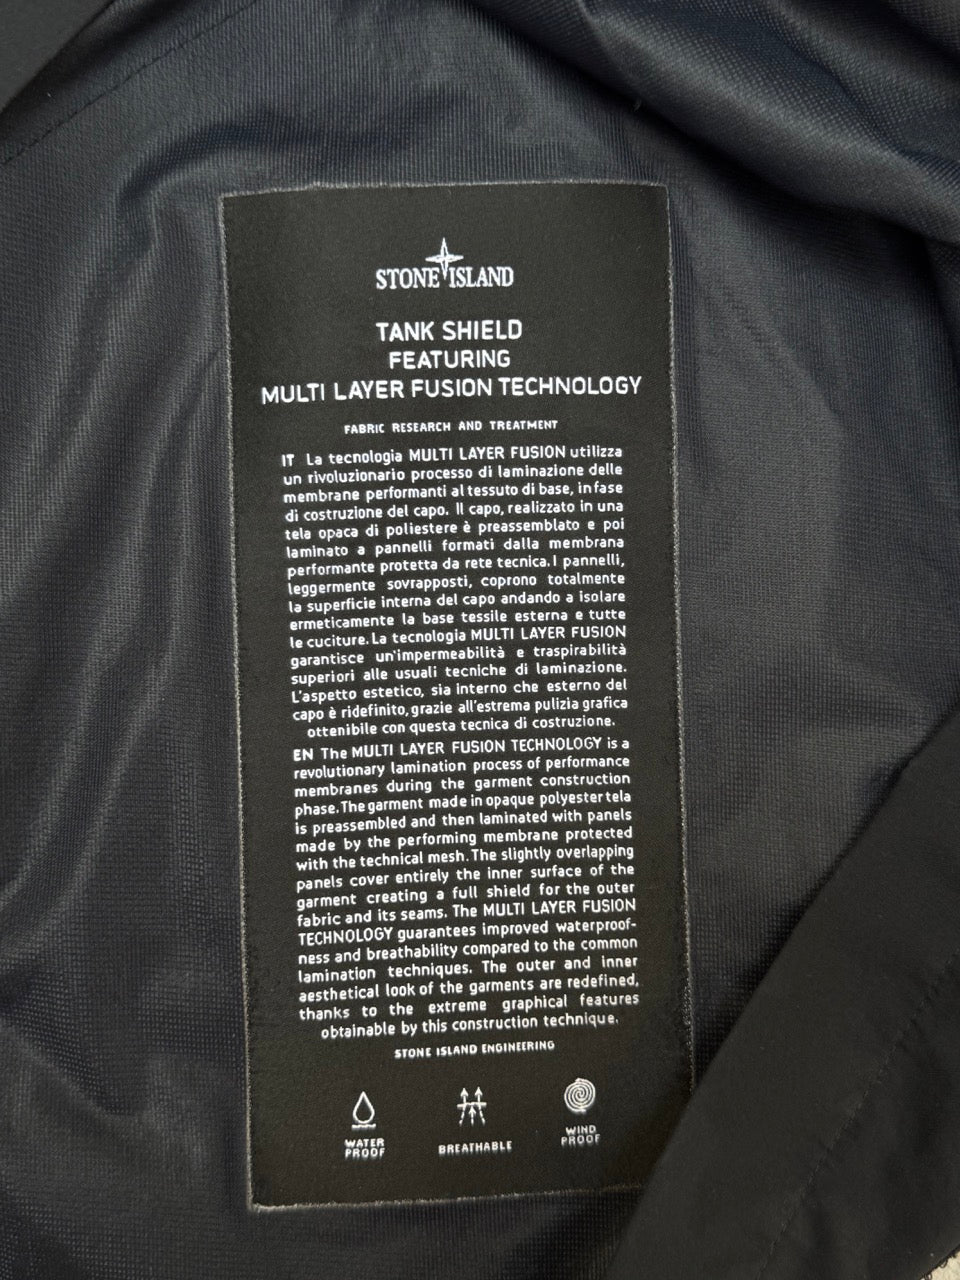 STONE ISLAND
TANK SHIELD
FEATURING
MULTI LAYER FUSION TECHNOLOGY
FABRIC RESEARCH AND TREATMENT
IT La tecnologia MULTI LAYER FUSION utilizza
un rivoluzionario processo di laminazione delle
membrane performanti al tessuto di base, in fase
di costruzione del capo. Il capo, realizzato in una
tela opaca di poliestere è preassemblato e poi
laminato a pannelli formati dalla membrana
performante protetta da rete tecnica. I pannelli,
leggermente sovrapposti, coprono totalmente
la superficie interna del capo andando a isolare
ermeticamente la base tessile esterna e tutte
le cuciture. La tecnologia MULTI LAYER FUSION
garantisce un'impermeabilità e traspirabilità
superiori alle usuali tecniche di laminazione.
L'aspetto estetico, sia interno che esterno del
capo è ridefinito, grazie all'estrema pulizia grafica
ottenibile con questa tecnica di costruzione.
EN The MULTI LAYER FUSION TECHNOLOGY is a
revolutionary lamination process of performance
membranes during the garment construction
phase. The garment made in opaque polyester tela
is preassembled and then laminated with panels
made by the performing membrane protected
with the technical mesh. The slightly overlapping
panels cover entirely the inner surface of the
garment creating a full shield for the outer
fabric and its seams. The MULTI LAYER FUSION
TECHNOLOGY guarantees improved waterproof-
ness and breathability compared to the common
lamination techniques. The outer and inner
aesthetical look of the garments are redefined,
thanks to the extreme graphical features
obtainable by this construction technique.
STONE ISLAND ENGINEERING
WATER
PROOF
BREATHABLE
WIND
PROOF